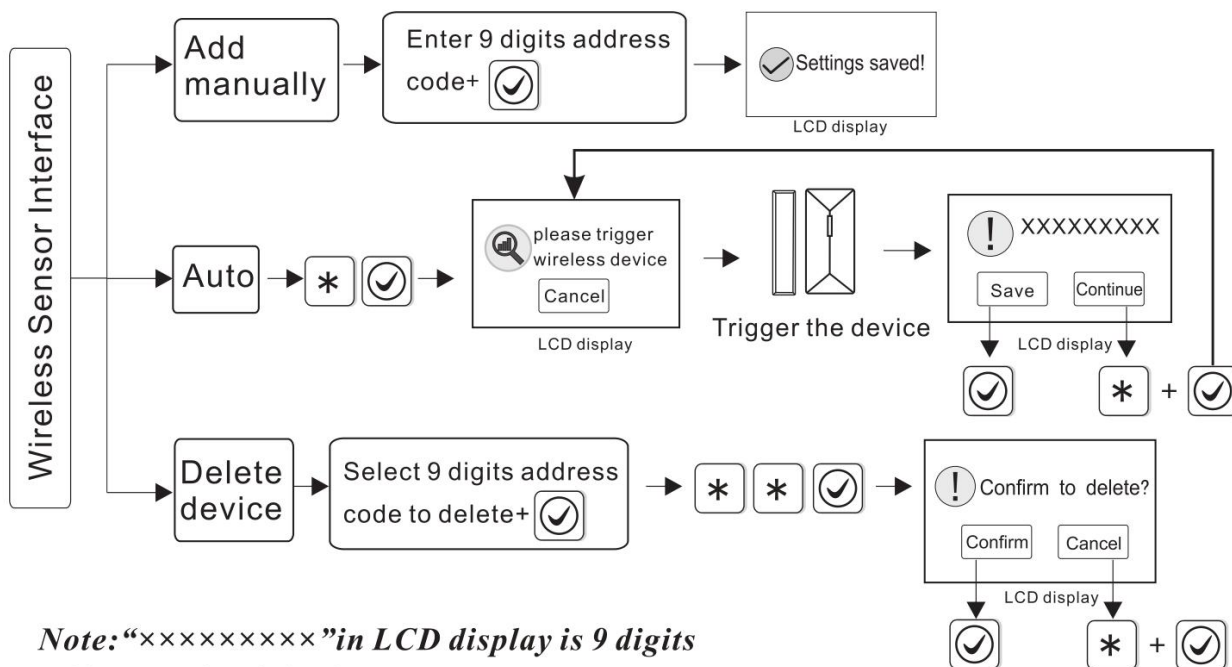 Wireless Sensor Interface
Add
manually
Enter 9 digits address
code+
Settings saved!
LCD display
Auto
*
please trigger
wireless device
Cancel
LCD display
Trigger the device
! XXXXXXXXX
Save Continue
LCD display
* +
Delete
device
Select 9 digits address
code to delete+
* *
! Confirm to delete?
Confirm Cancel
LCD display
* +
Note:“×××××××××”in LCD display is 9 digits